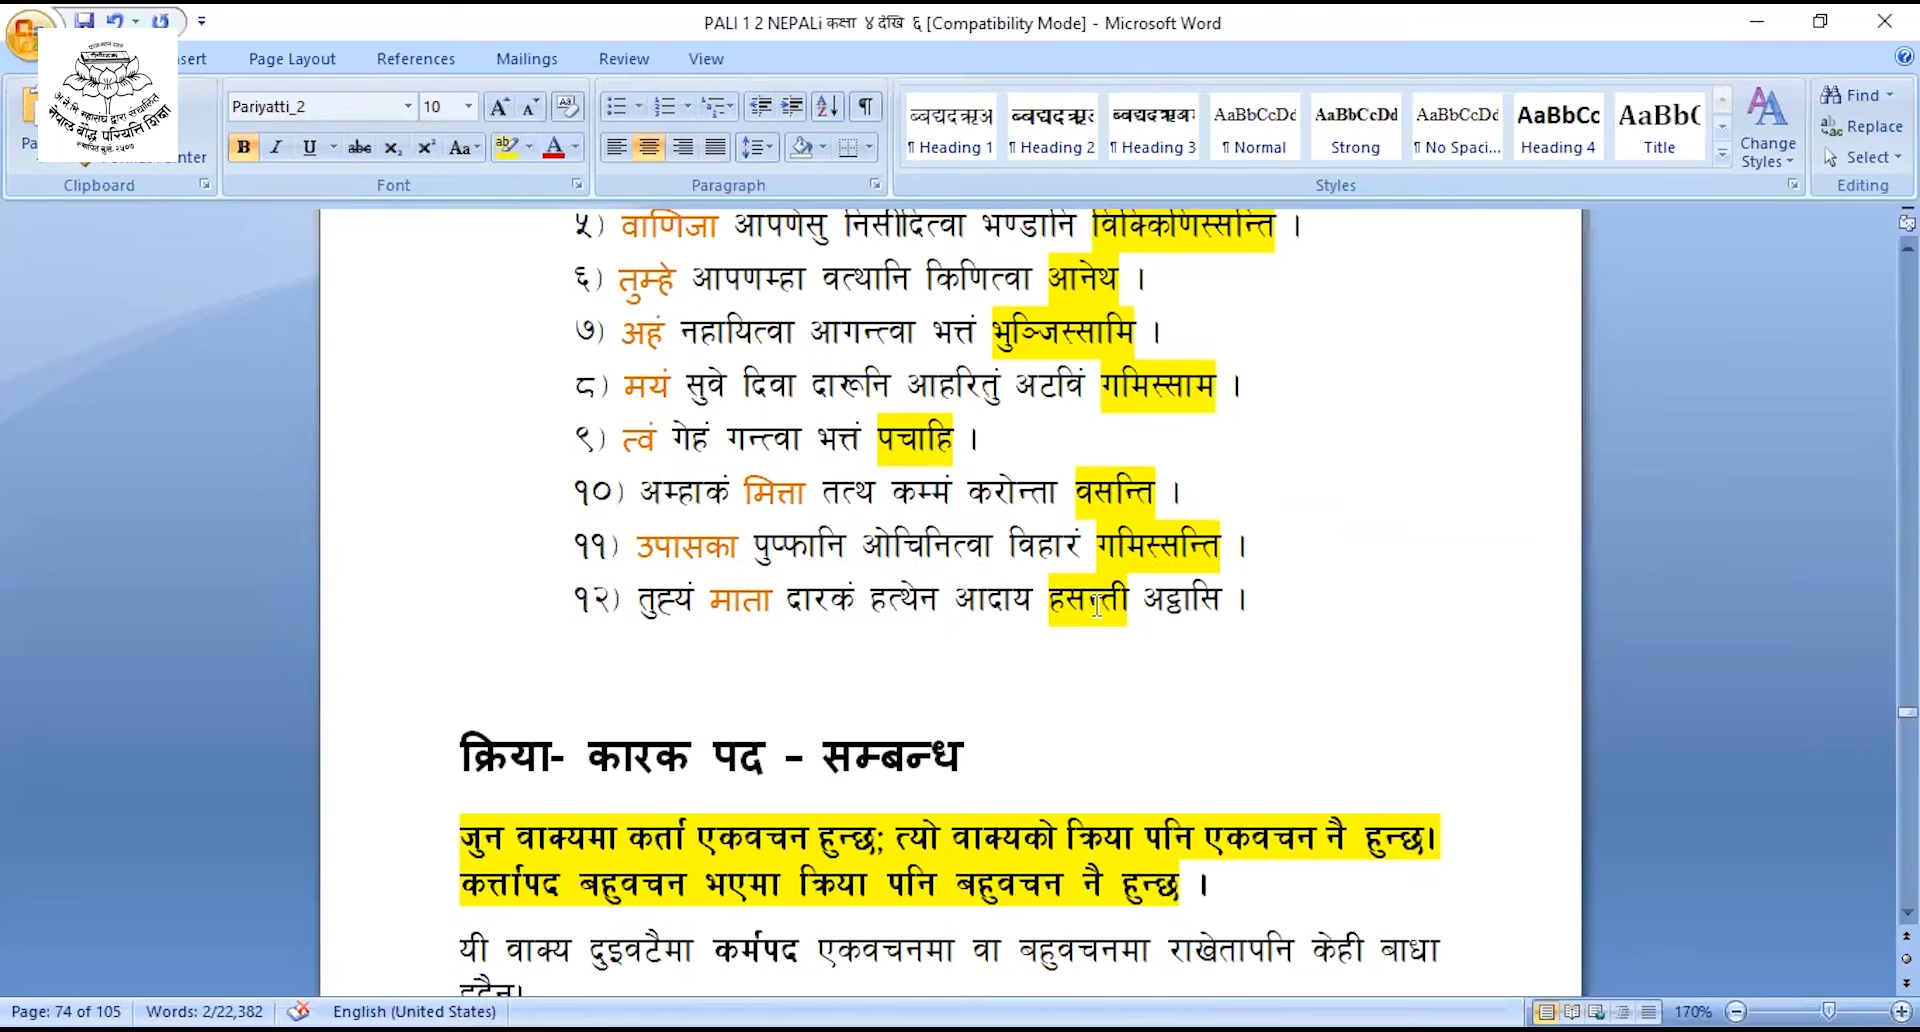 PALI 1 2 NEPALi कक्षा ४ देखि ६ [Compatibility Mode] - Microsoft Word
Page Layout References Mailings Review View
Pariyatti_2 10
Find
Replace
Select
Change Styles
¶ Heading 1 ¶ Heading 2 ¶ Heading 3 ¶ Normal Strong ¶ No Spaci... Heading 4 Title
Clipboard Font Paragraph Styles Editing
नेपाल बौद्ध परियत्ति शिक्षा
५) वाणिजा आपणेसु निसीदित्वा भण्डानि विक्किणिस्सन्ति ।
६) तुम्हे आपणम्हा वत्थानि किणित्वा आनेथ ।
७) अहं नहायित्वा आगन्त्वा भत्तं भुञ्जिस्सामि ।
८) मयं सुवे दिवा दारूनि आहरितुं अटविं गमिस्साम ।
९) त्वं गेहं गन्त्वा भत्तं पचाहि ।
१०) अम्हाकं मित्ता तत्थ कम्मं करोन्ता वसन्ति ।
११) उपासका पुप्फानि ओचिनित्वा विहारं गमिस्सन्ति ।
१२) तुह्यं माता दारकं हत्थेन आदाय हसन्ती अट्ठासि ।
क्रिया- कारक पद – सम्बन्ध
जुन वाक्यमा कर्ता एकवचन हुन्छ; त्यो वाक्यको क्रिया पनि एकवचन नै हुन्छ।
कर्त्तापद बहुवचन भएमा क्रिया पनि बहुवचन नै हुन्छ ।
यी वाक्य दुइवटैमा कर्मपद एकवचनमा वा बहुवचनमा राखेतापनि केही बाधा
Page: 74 of 105 Words: 2/22,382 English (United States) 170%